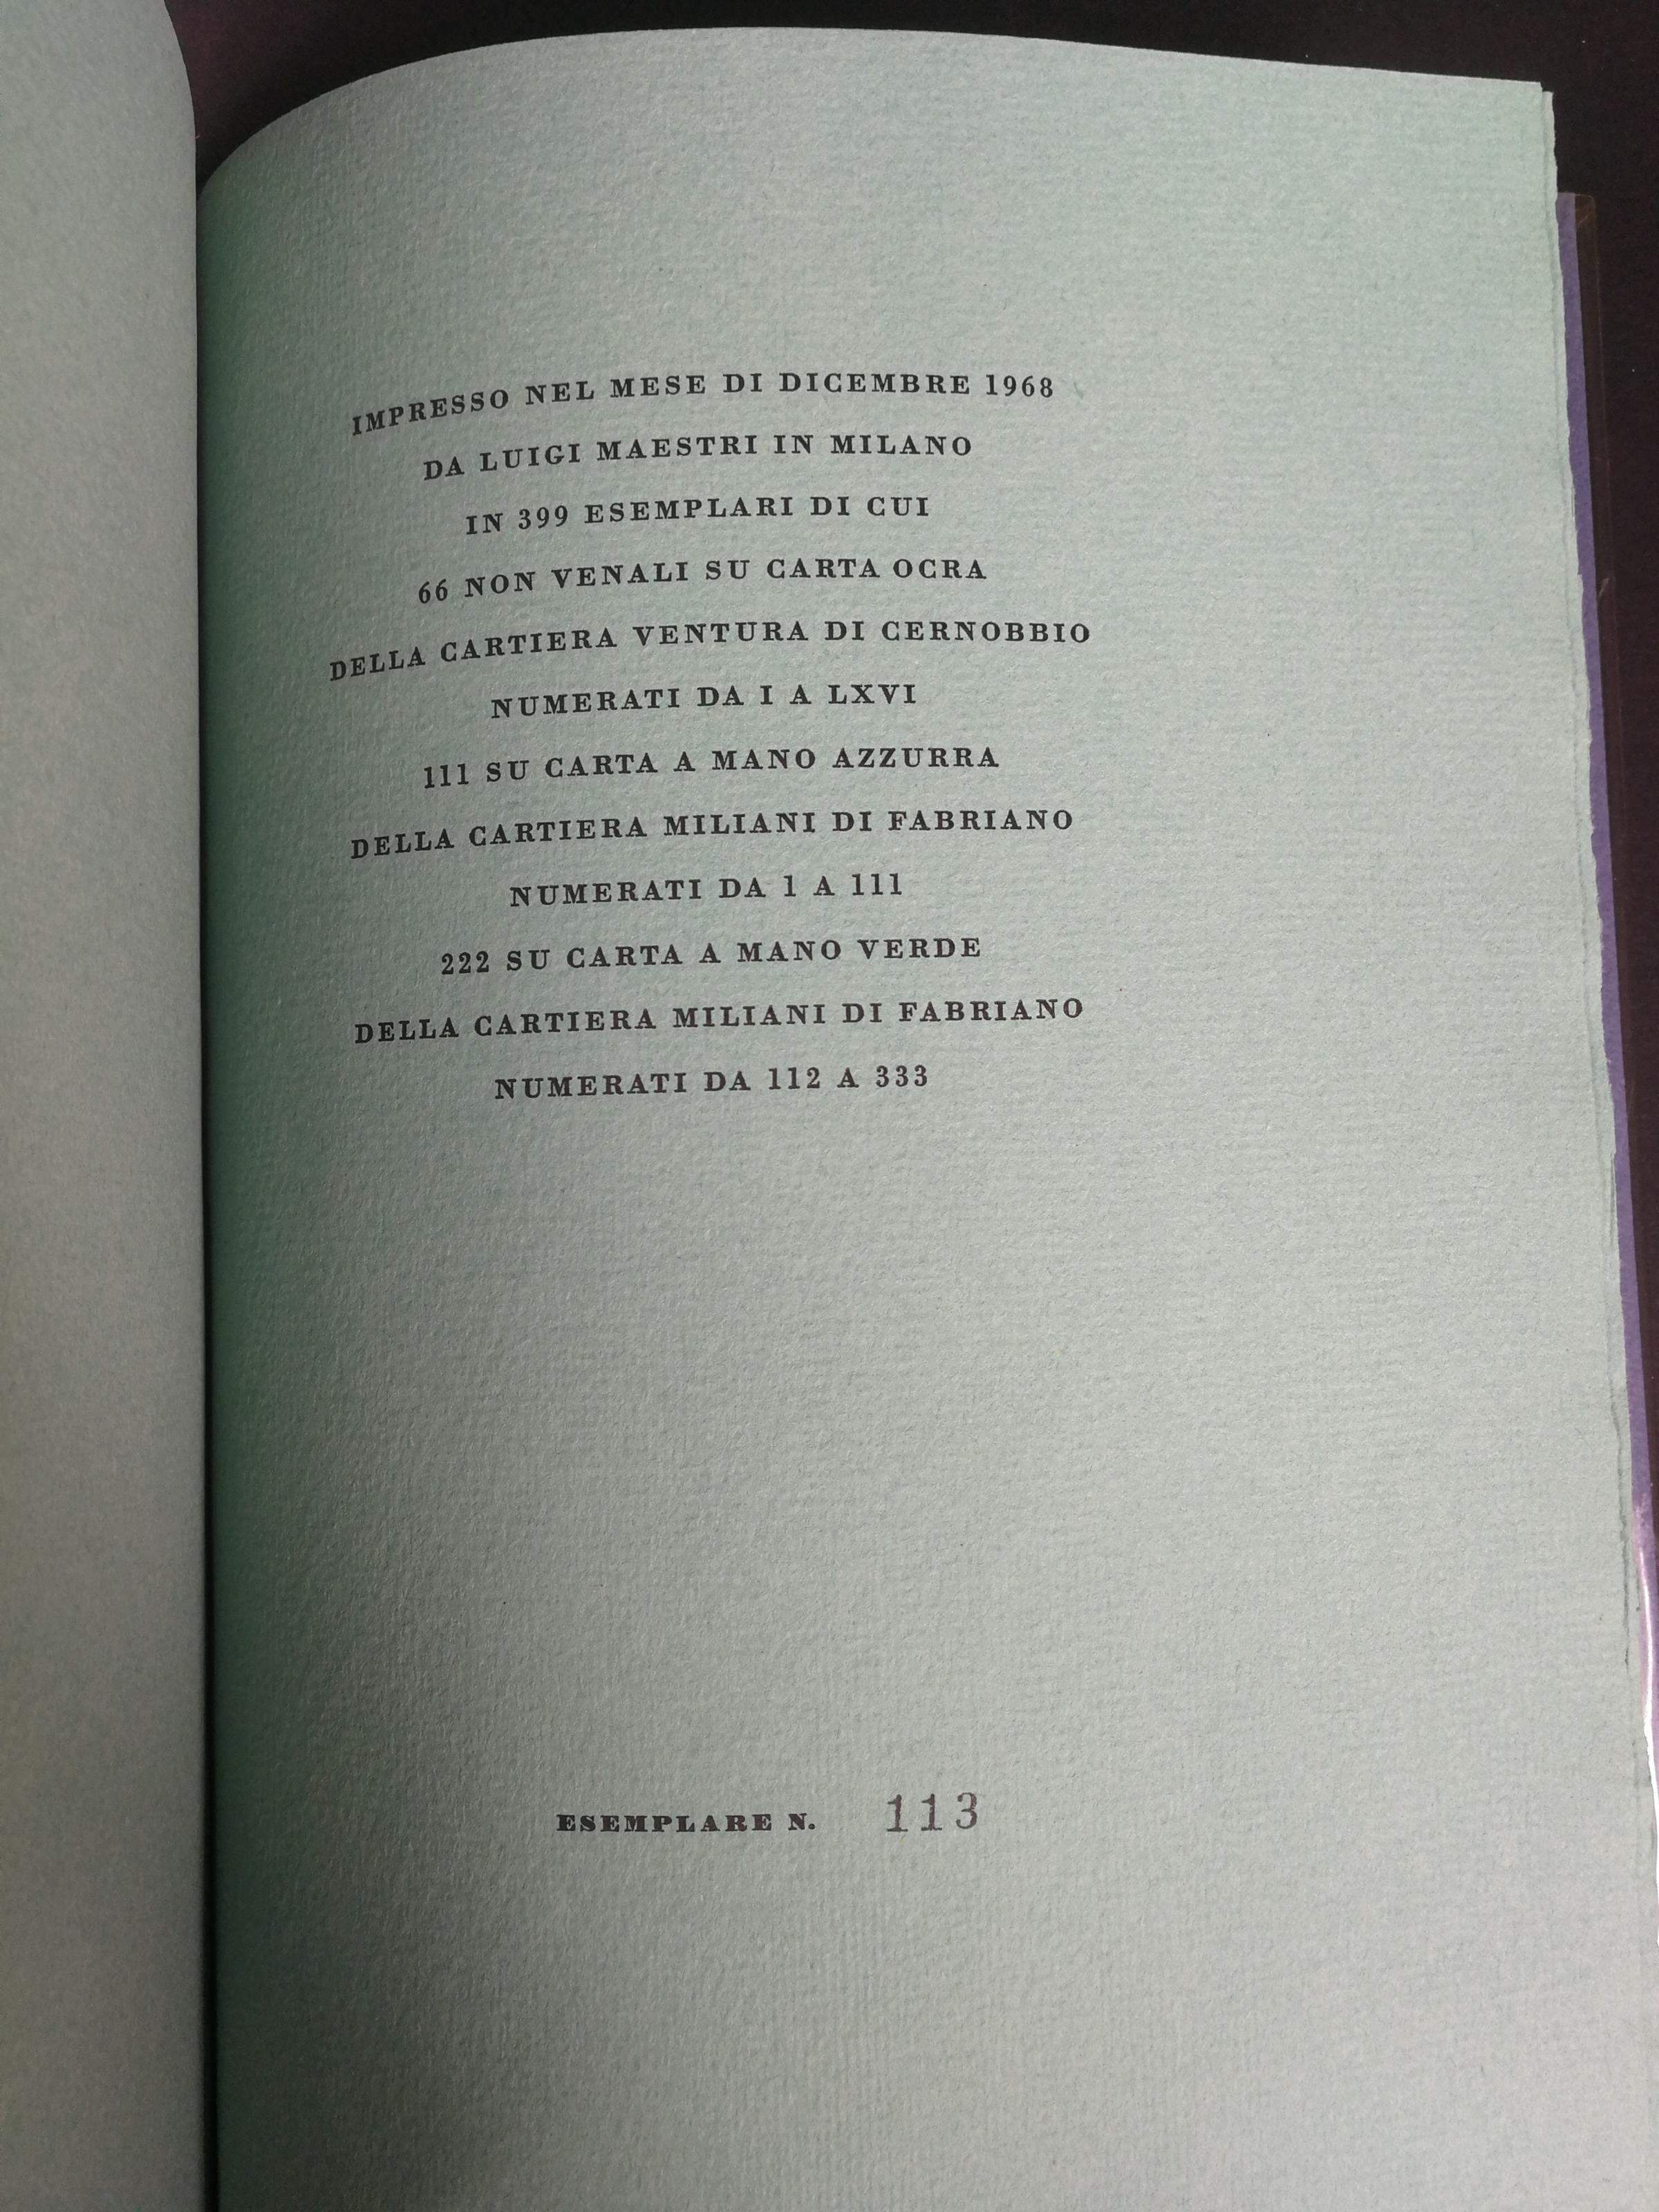 IMPRESSO NEL MESE DI DICEMBRE 1968
DA LUIGI MAESTRI IN MILANO
IN 399 ESEMPLARI DI CUI
66 NON VENALI SU CARTA OCRA
DELLA CARTIERA VENTURA DI CERNOBBIO
NUMERATI DA I A LXVI
111 SU CARTA A MANO AZZURRA
DELLA CARTIERA MILIANI DI FABRIANO
NUMERATI DA 1 A 111
222 SU CARTA A MANO VERDE
DELLA CARTIERA MILIANI DI FABRIANO
NUMERATI DA 112 A 333
ESEMPLARE N. 113